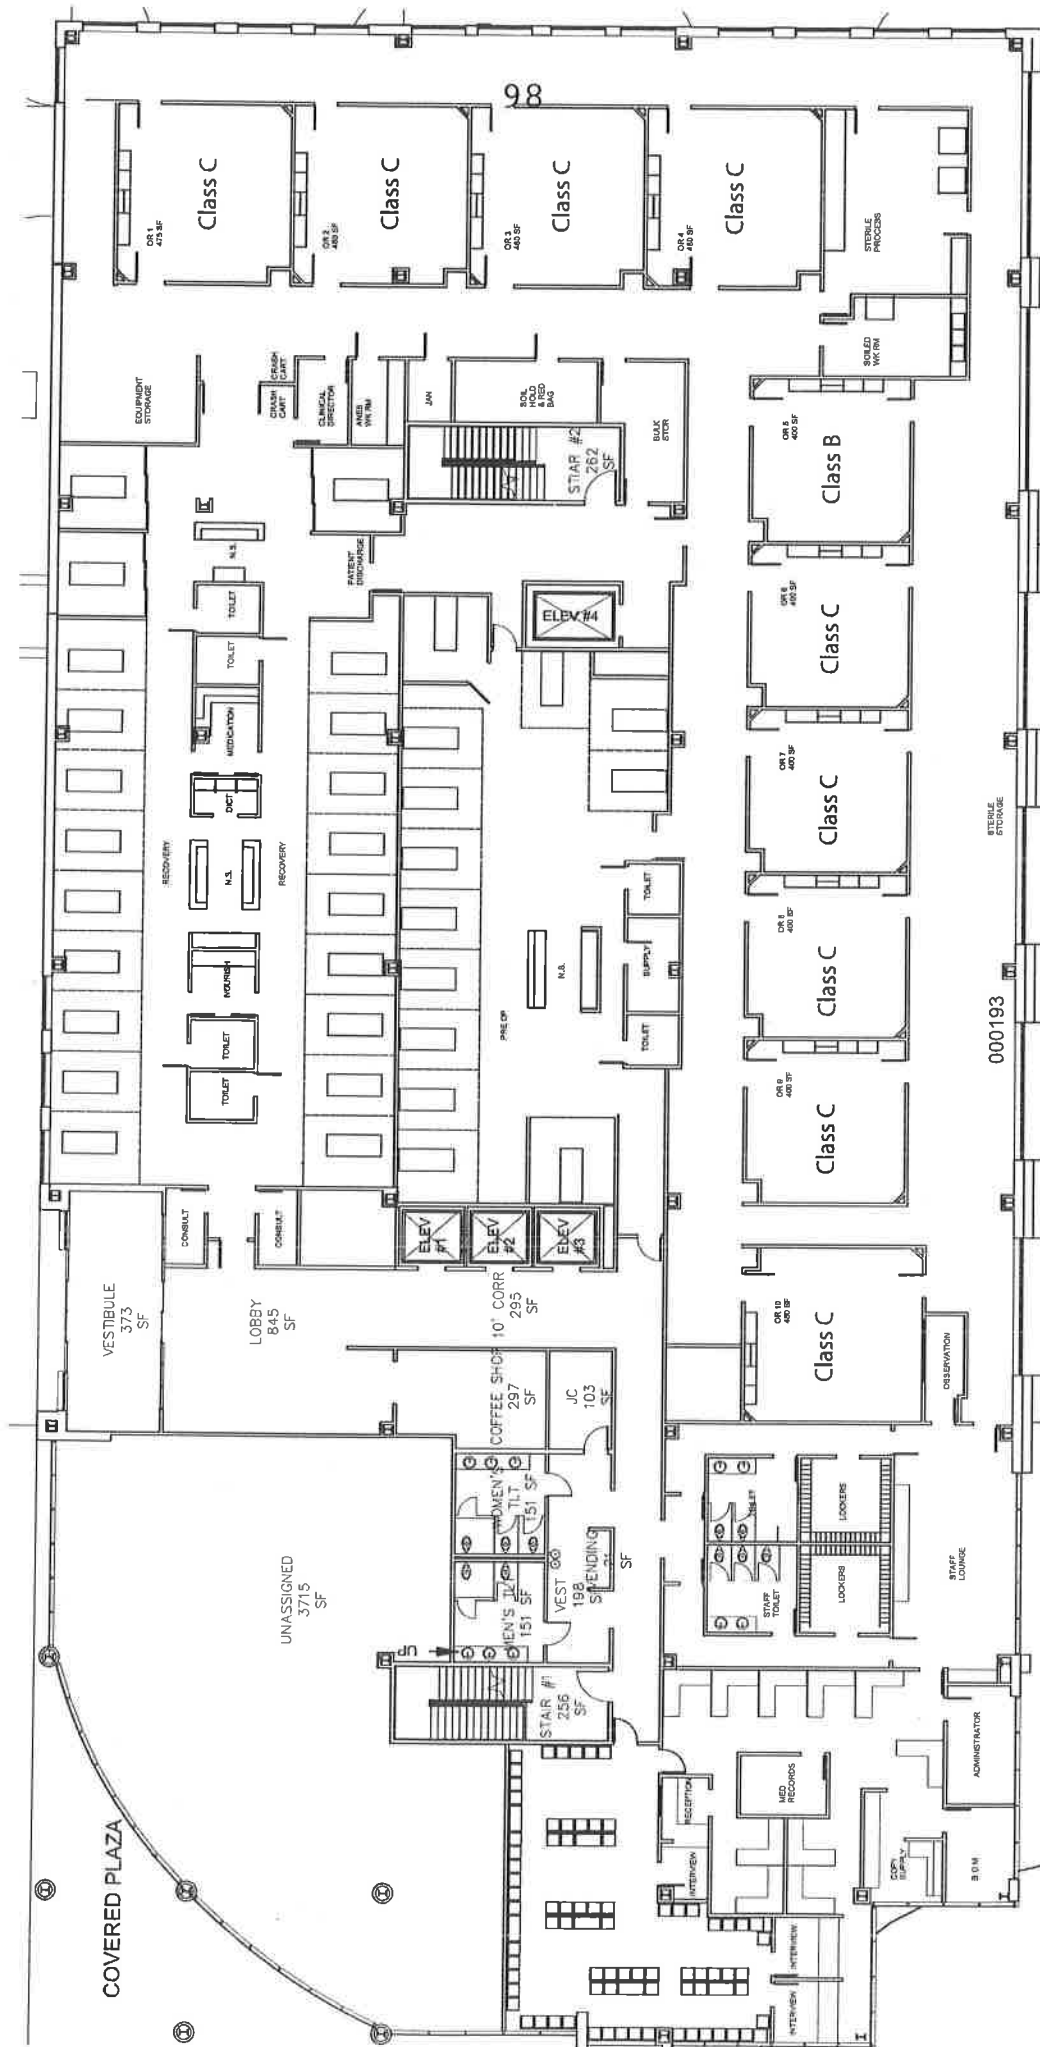 98
Class C
OR 1
475 SF
Class C
OR 2
480 SF
Class C
OR 3
480 SF
Class C
OR 4
480 SF
STERILE
PROCESS
SOILED
WK RM
EQUIPMENT
STORAGE
CRASH
CART
CRASH
CART
CLINICAL
DIRECTOR
ANES
WK RM
JAN
SOIL
HOLD
& RED
BAG
BULK
STOR
STIAR #2
262
SF
OR 5
400 SF
Class B
N.S.
PATIENT
DISCHARGE
TOILET
TOILET
MEDICATION
DICT
RECOVERY
N.S.
RECOVERY
NOURISH
TOILET
TOILET
ELEV #4
OR 6
400 SF
Class C
OR 7
400 SF
Class C
STERILE
STORAGE
OR 8
400 SF
Class C
TOILET
SUPPLY
N.S.
PRE OP
TOILET
000193
OR 9
400 SF
Class C
CONSULT
CONSULT
ELEV
#1
ELEV
#2
ELEV
#3
VESTIBULE
373
SF
LOBBY
845
SF
10' CORR
295
SF
OR 10
480 SF
Class C
OBSERVATION
COFFEE SHOP
297
SF
JC
103
SF
WOMEN'S
TLT
151 SF
MEN'S TLT
151 SF
VEST
198
SF
VENDING
21
SF
UNASSIGNED
3715
SF
TOILET
LOCKERS
STAFF
TOILET
LOCKERS
STAFF
LOUNGE
STAIR #1
256
SF
RECEPTION
INTERVIEW
MED
RECORDS
ADMINISTRATOR
COPY
SUPPLY
B O M
INTERVIEW
INTERVIEW
COVERED PLAZA